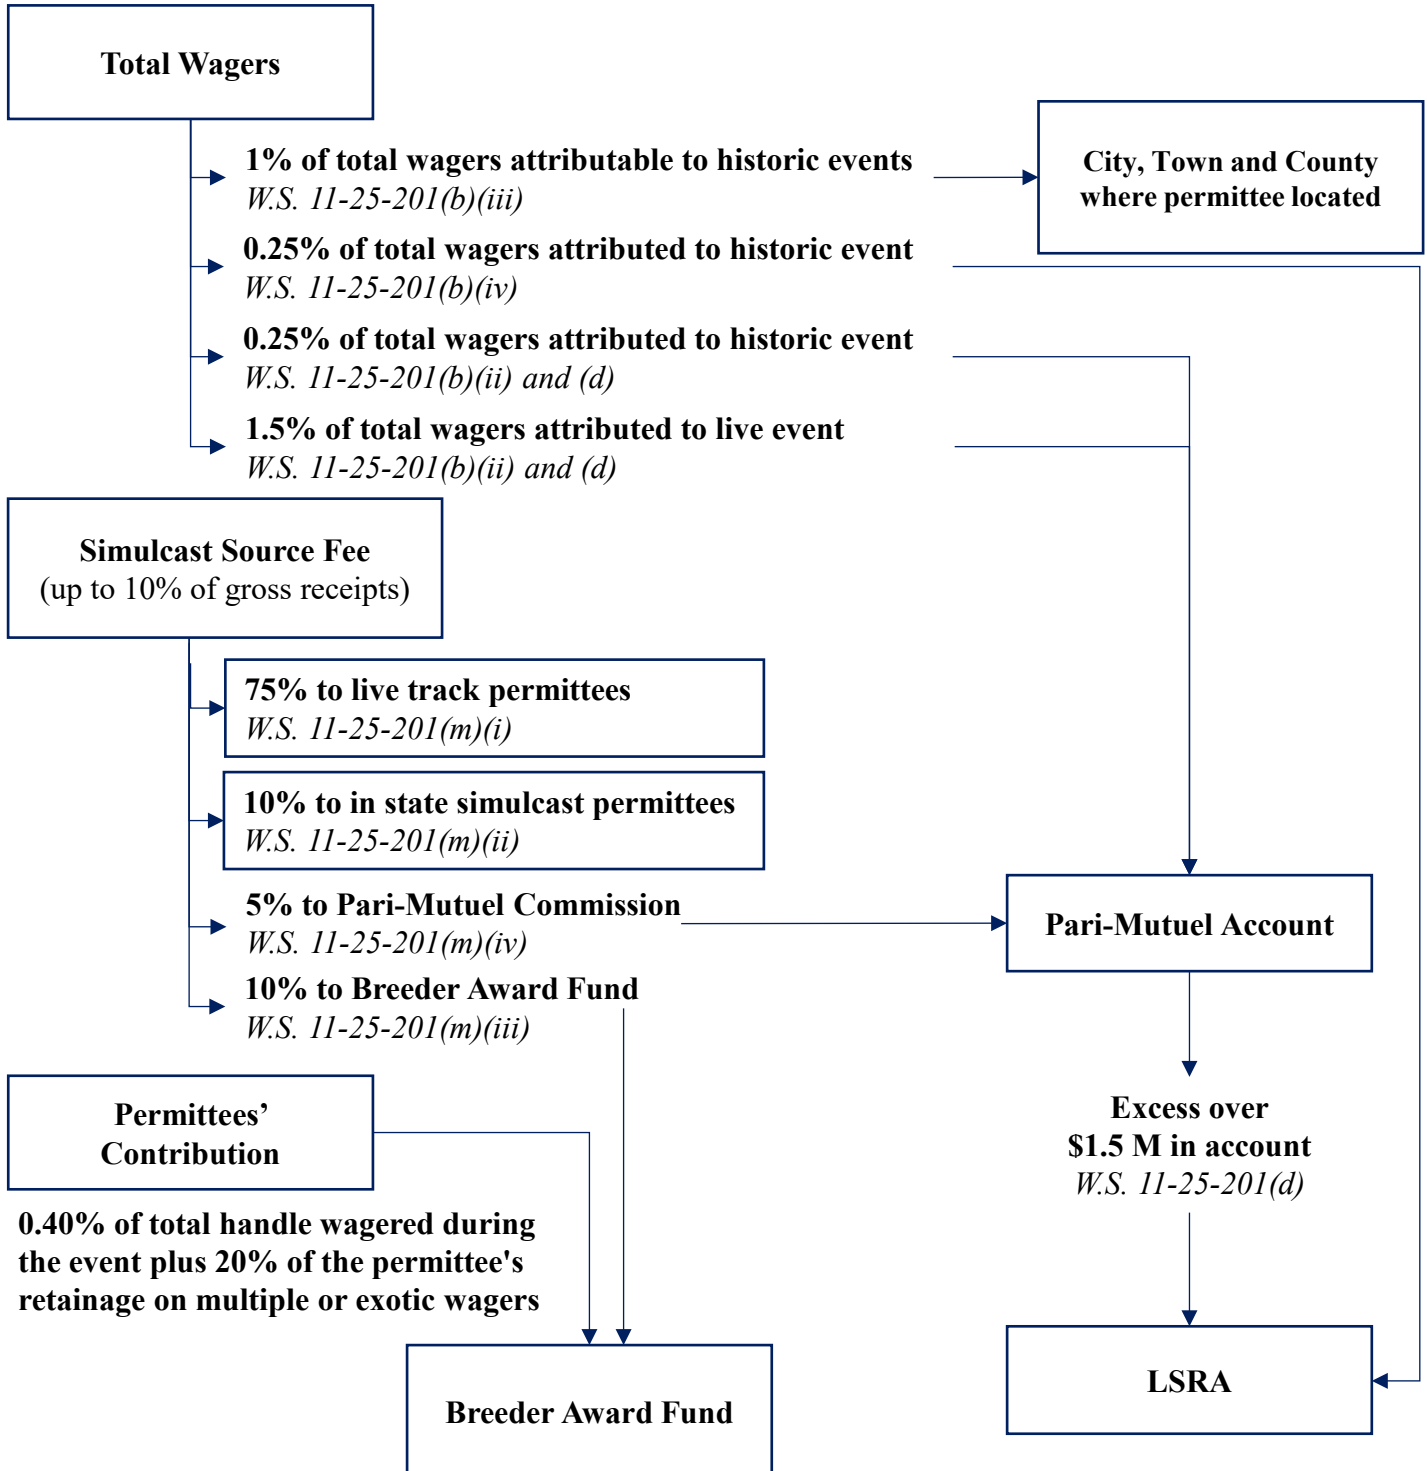 Total Wagers
1% of total wagers attributable to historic events
W.S. 11-25-201(b)(iii)
City, Town and County
where permittee located
0.25% of total wagers attributed to historic event
W.S. 11-25-201(b)(iv)
0.25% of total wagers attributed to historic event
W.S. 11-25-201(b)(ii) and (d)
1.5% of total wagers attributed to live event
W.S. 11-25-201(b)(ii) and (d)
Simulcast Source Fee
(up to 10% of gross receipts)
75% to live track permittees
W.S. 11-25-201(m)(i)
10% to in state simulcast permittees
W.S. 11-25-201(m)(ii)
5% to Pari-Mutuel Commission
W.S. 11-25-201(m)(iv)
Pari-Mutuel Account
10% to Breeder Award Fund
W.S. 11-25-201(m)(iii)
Permittees’
Contribution
Excess over
$1.5 M in account
W.S. 11-25-201(d)
0.40% of total handle wagered during
the event plus 20% of the permittee's
retainage on multiple or exotic wagers
LSRA
Breeder Award Fund